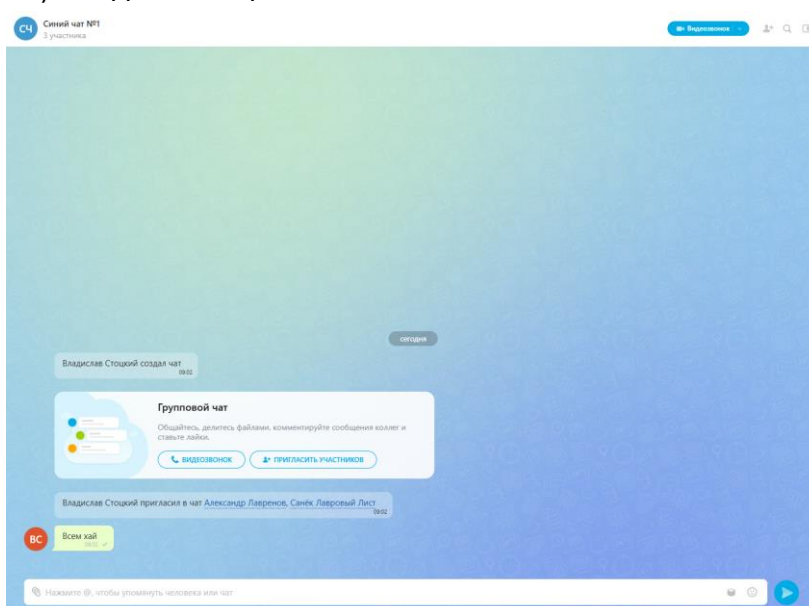 СЧ
Синий чат №1
3 участника
Видеозвонок
сегодня
Владислав Стоцкий создал чат
09:02
Групповой чат
Общайтесь, делитесь файлами, комментируйте сообщения коллег и
ставьте лайки.
ВИДЕОЗВОНОК
ПРИГЛАСИТЬ УЧАСТНИКОВ
Владислав Стоцкий пригласил в чат Александр Лавренов, Санёк Лавровый Лист
09:02
ВС
Всем хай
Нажмите @, чтобы упомянуть человека или чат